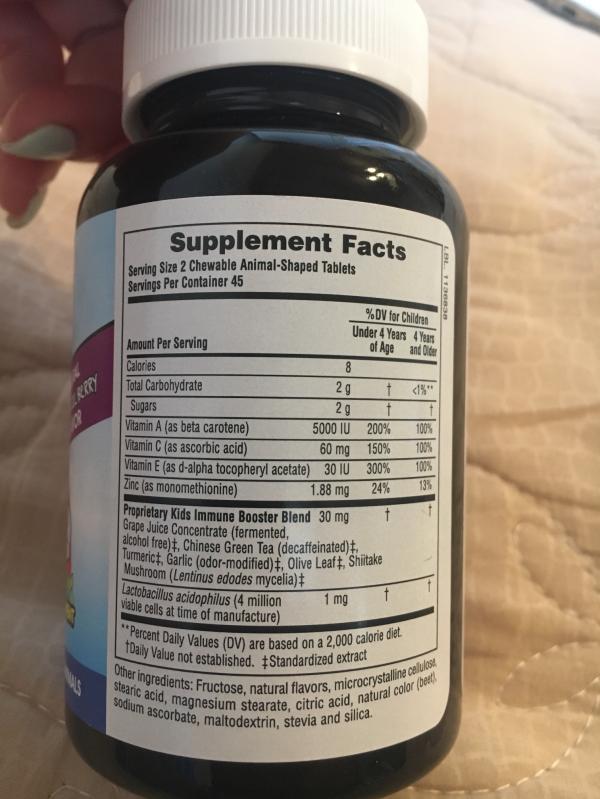 Supplement Facts
Serving Size 2 Chewable Animal-Shaped Tablets
Servings Per Container 45
%DV for Children
Under 4 Years of Age
4 Years and Older
Amount Per Serving
Calories 8
Total Carbohydrate 2 g † <1%**
Sugars 2 g † †
Vitamin A (as beta carotene) 5000 IU 200% 100%
Vitamin C (as ascorbic acid) 60 mg 150% 100%
Vitamin E (as d-alpha tocopheryl acetate) 30 IU 300% 100%
Zinc (as monomethionine) 1.88 mg 24% 13%
Proprietary Kids Immune Booster Blend 30 mg † †
Grape Juice Concentrate (fermented,
alcohol free)‡, Chinese Green Tea (decaffeinated)‡,
Turmeric‡, Garlic (odor-modified)‡, Olive Leaf‡, Shiitake
Mushroom (Lentinus edodes mycelia)‡
Lactobacillus acidophilus (4 million 1 mg † †
viable cells at time of manufacture)
**Percent Daily Values (DV) are based on a 2,000 calorie diet.
†Daily Value not established. ‡Standardized extract
Other ingredients: Fructose, natural flavors, microcrystalline cellulose,
stearic acid, magnesium stearate, citric acid, natural color (beet),
sodium ascorbate, maltodextrin, stevia and silica.
LBL. 1136838
BERRY